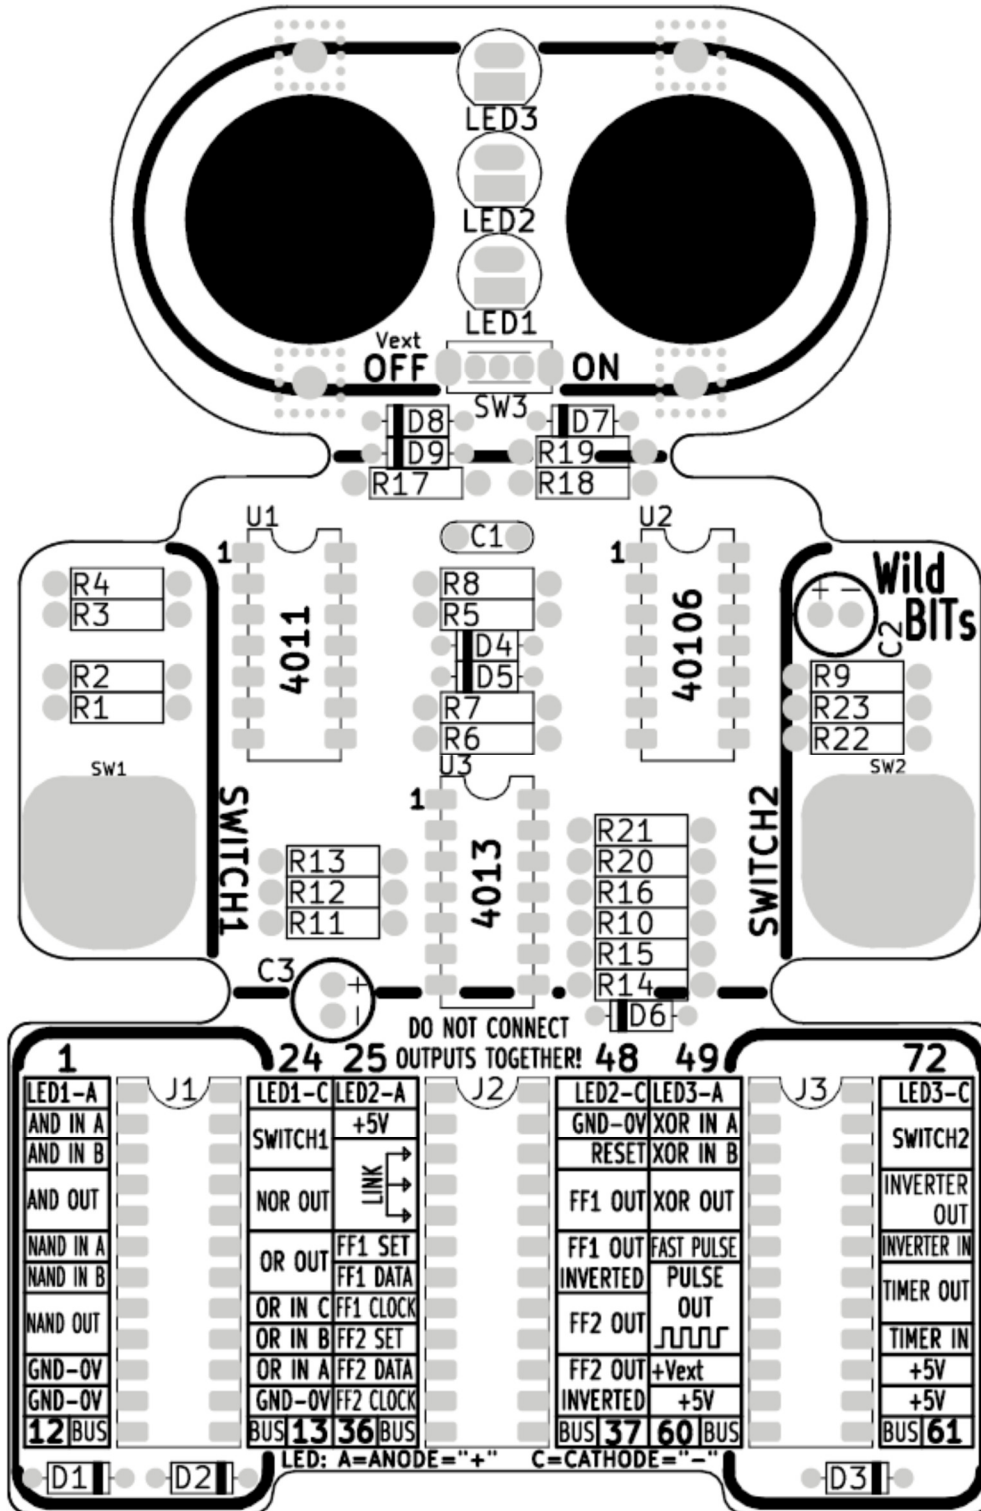 LED3
LED2
LED1
Vext
OFF
ON
SW3
D8
D7
D9
R19
R17
R18
U1
U2
C1
1
1
Wild
BITs
R4
R3
R8
R5
4011
40106
+ -
C2
D4
D5
R2
R1
R9
R23
R22
R7
R6
U3
SW1
SW2
SWITCH1
SWITCH2
1
4013
R21
R20
R16
R10
R15
R14
D6
R13
R12
R11
C3
+
-
DO NOT CONNECT
OUTPUTS TOGETHER!
1
24
25
48
49
72
J1
J2
J3
LED1-A
AND IN A
AND IN B
AND OUT
NAND IN A
NAND IN B
NAND OUT
GND-0V
GND-0V
12 BUS
LED1-C
SWITCH1
NOR OUT
OR OUT
OR IN C
OR IN B
OR IN A
GND-0V
BUS 13
LED2-A
+5V
LINK
FF1 SET
FF1 DATA
FF1 CLOCK
FF2 SET
FF2 DATA
FF2 CLOCK
36 BUS
LED2-C
GND-0V
RESET
FF1 OUT
FF1 OUT
INVERTED
FF2 OUT
FF2 OUT
INVERTED
BUS 37
LED3-A
XOR IN A
XOR IN B
XOR OUT
FAST PULSE
PULSE
OUT
+Vext
+5V
60 BUS
LED3-C
SWITCH2
INVERTER
OUT
INVERTER IN
TIMER OUT
TIMER IN
+5V
+5V
BUS 61
LED: A=ANODE="+" C=CATHODE="-"
D1
D2
D3